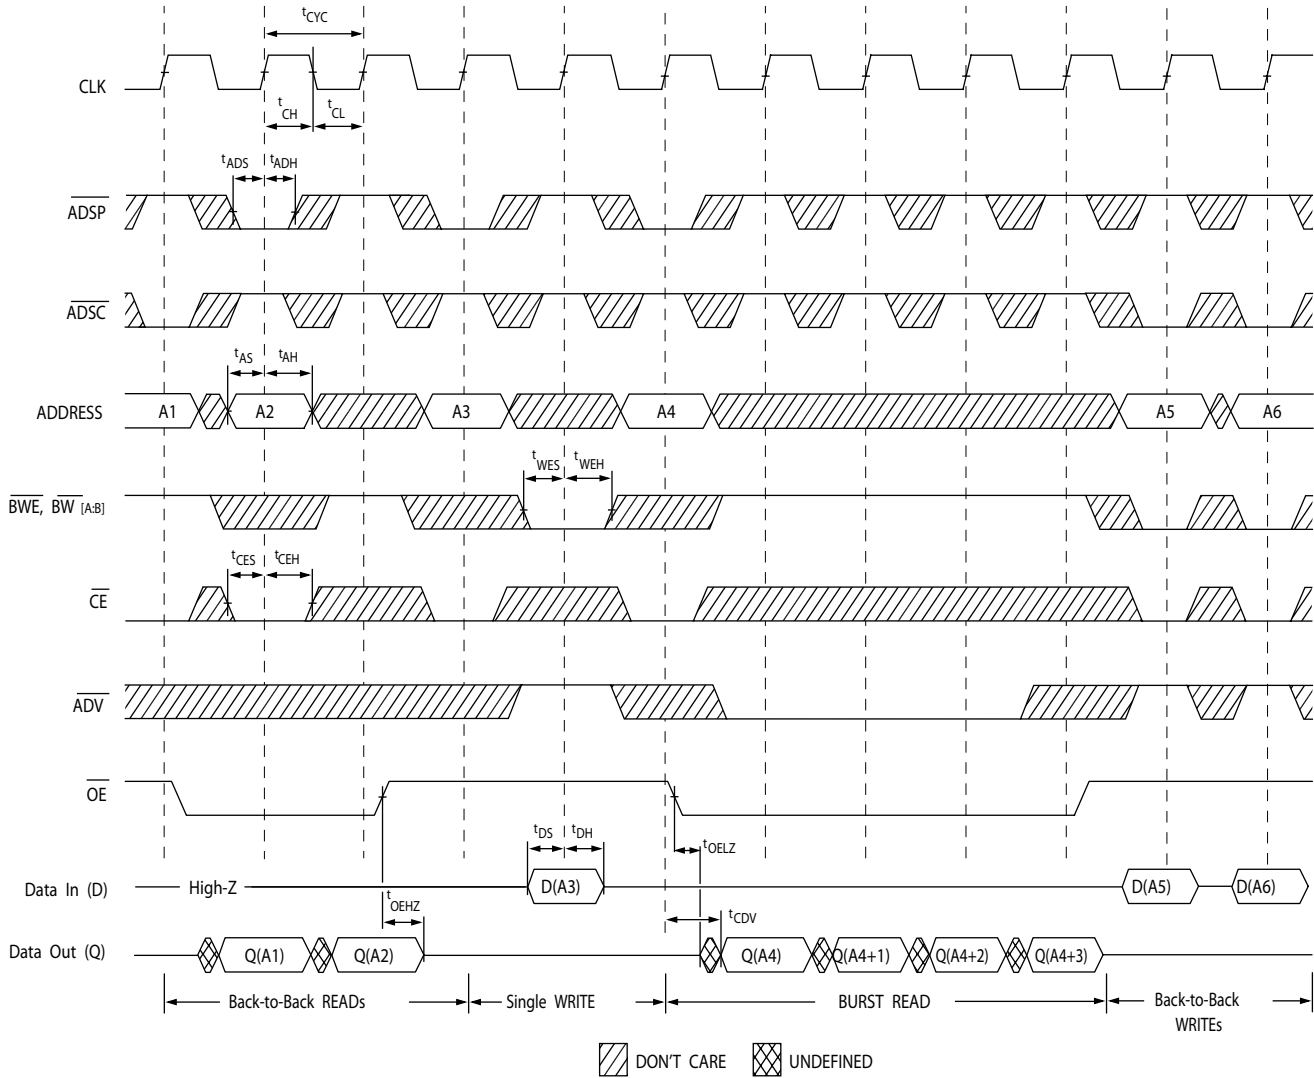 tCYC
CLK
tCH
tCL
tADS
tADH
ADSP
ADSC
tAS
tAH
ADDRESS
A1
A2
A3
A4
A5
A6
tWES
tWEH
BWE, BW [A:B]
tCES
tCEH
CE
ADV
OE
tDS
tDH
tOELZ
Data In (D)
High-Z
D(A3)
D(A5)
D(A6)
tOEHZ
tCDV
Data Out (Q)
Q(A1)
Q(A2)
Q(A4)
Q(A4+1)
Q(A4+2)
Q(A4+3)
Back-to-Back READs
Single WRITE
BURST READ
Back-to-Back
WRITEs
DON'T CARE
UNDEFINED